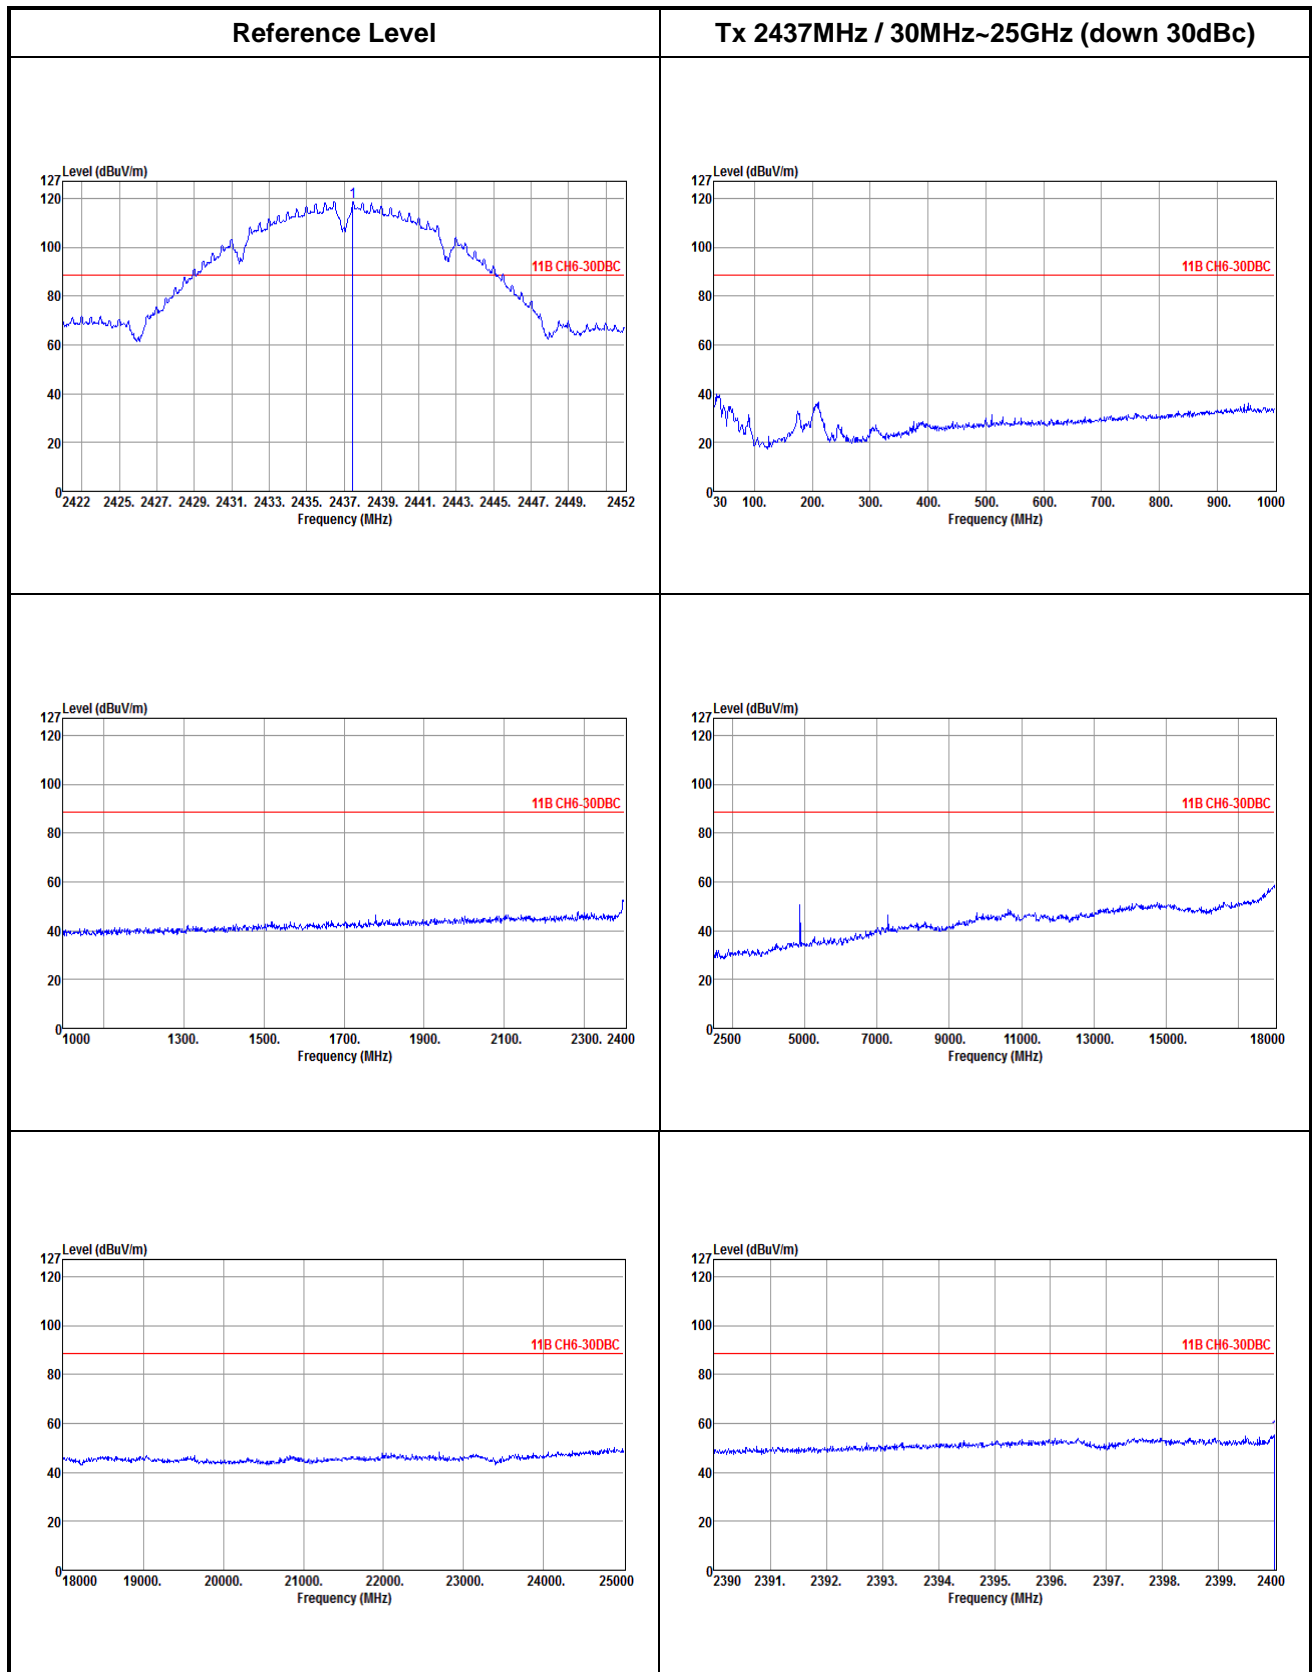 Reference Level
Tx 2437MHz / 30MHz~25GHz (down 30dBc)
Level (dBuV/m)
127
120
1
100
11B CH6-30DBC
80
60
40
20
0
2422 2425. 2427. 2429. 2431. 2433. 2435. 2437. 2439. 2441. 2443. 2445. 2447. 2449. 2452
Frequency (MHz)
Level (dBuV/m)
127
120
100
11B CH6-30DBC
80
60
40
20
0
30 100. 200. 300. 400. 500. 600. 700. 800. 900. 1000
Frequency (MHz)
Level (dBuV/m)
127
120
100
11B CH6-30DBC
80
60
40
20
0
1000 1300. 1500. 1700. 1900. 2100. 2300. 2400
Frequency (MHz)
Level (dBuV/m)
127
120
100
11B CH6-30DBC
80
60
40
20
0
2500 5000. 7000. 9000. 11000. 13000. 15000. 18000
Frequency (MHz)
Level (dBuV/m)
127
120
100
11B CH6-30DBC
80
60
40
20
0
18000 19000. 20000. 21000. 22000. 23000. 24000. 25000
Frequency (MHz)
Level (dBuV/m)
127
120
100
11B CH6-30DBC
80
60
40
20
0
2390 2391. 2392. 2393. 2394. 2395. 2396. 2397. 2398. 2399. 2400
Frequency (MHz)